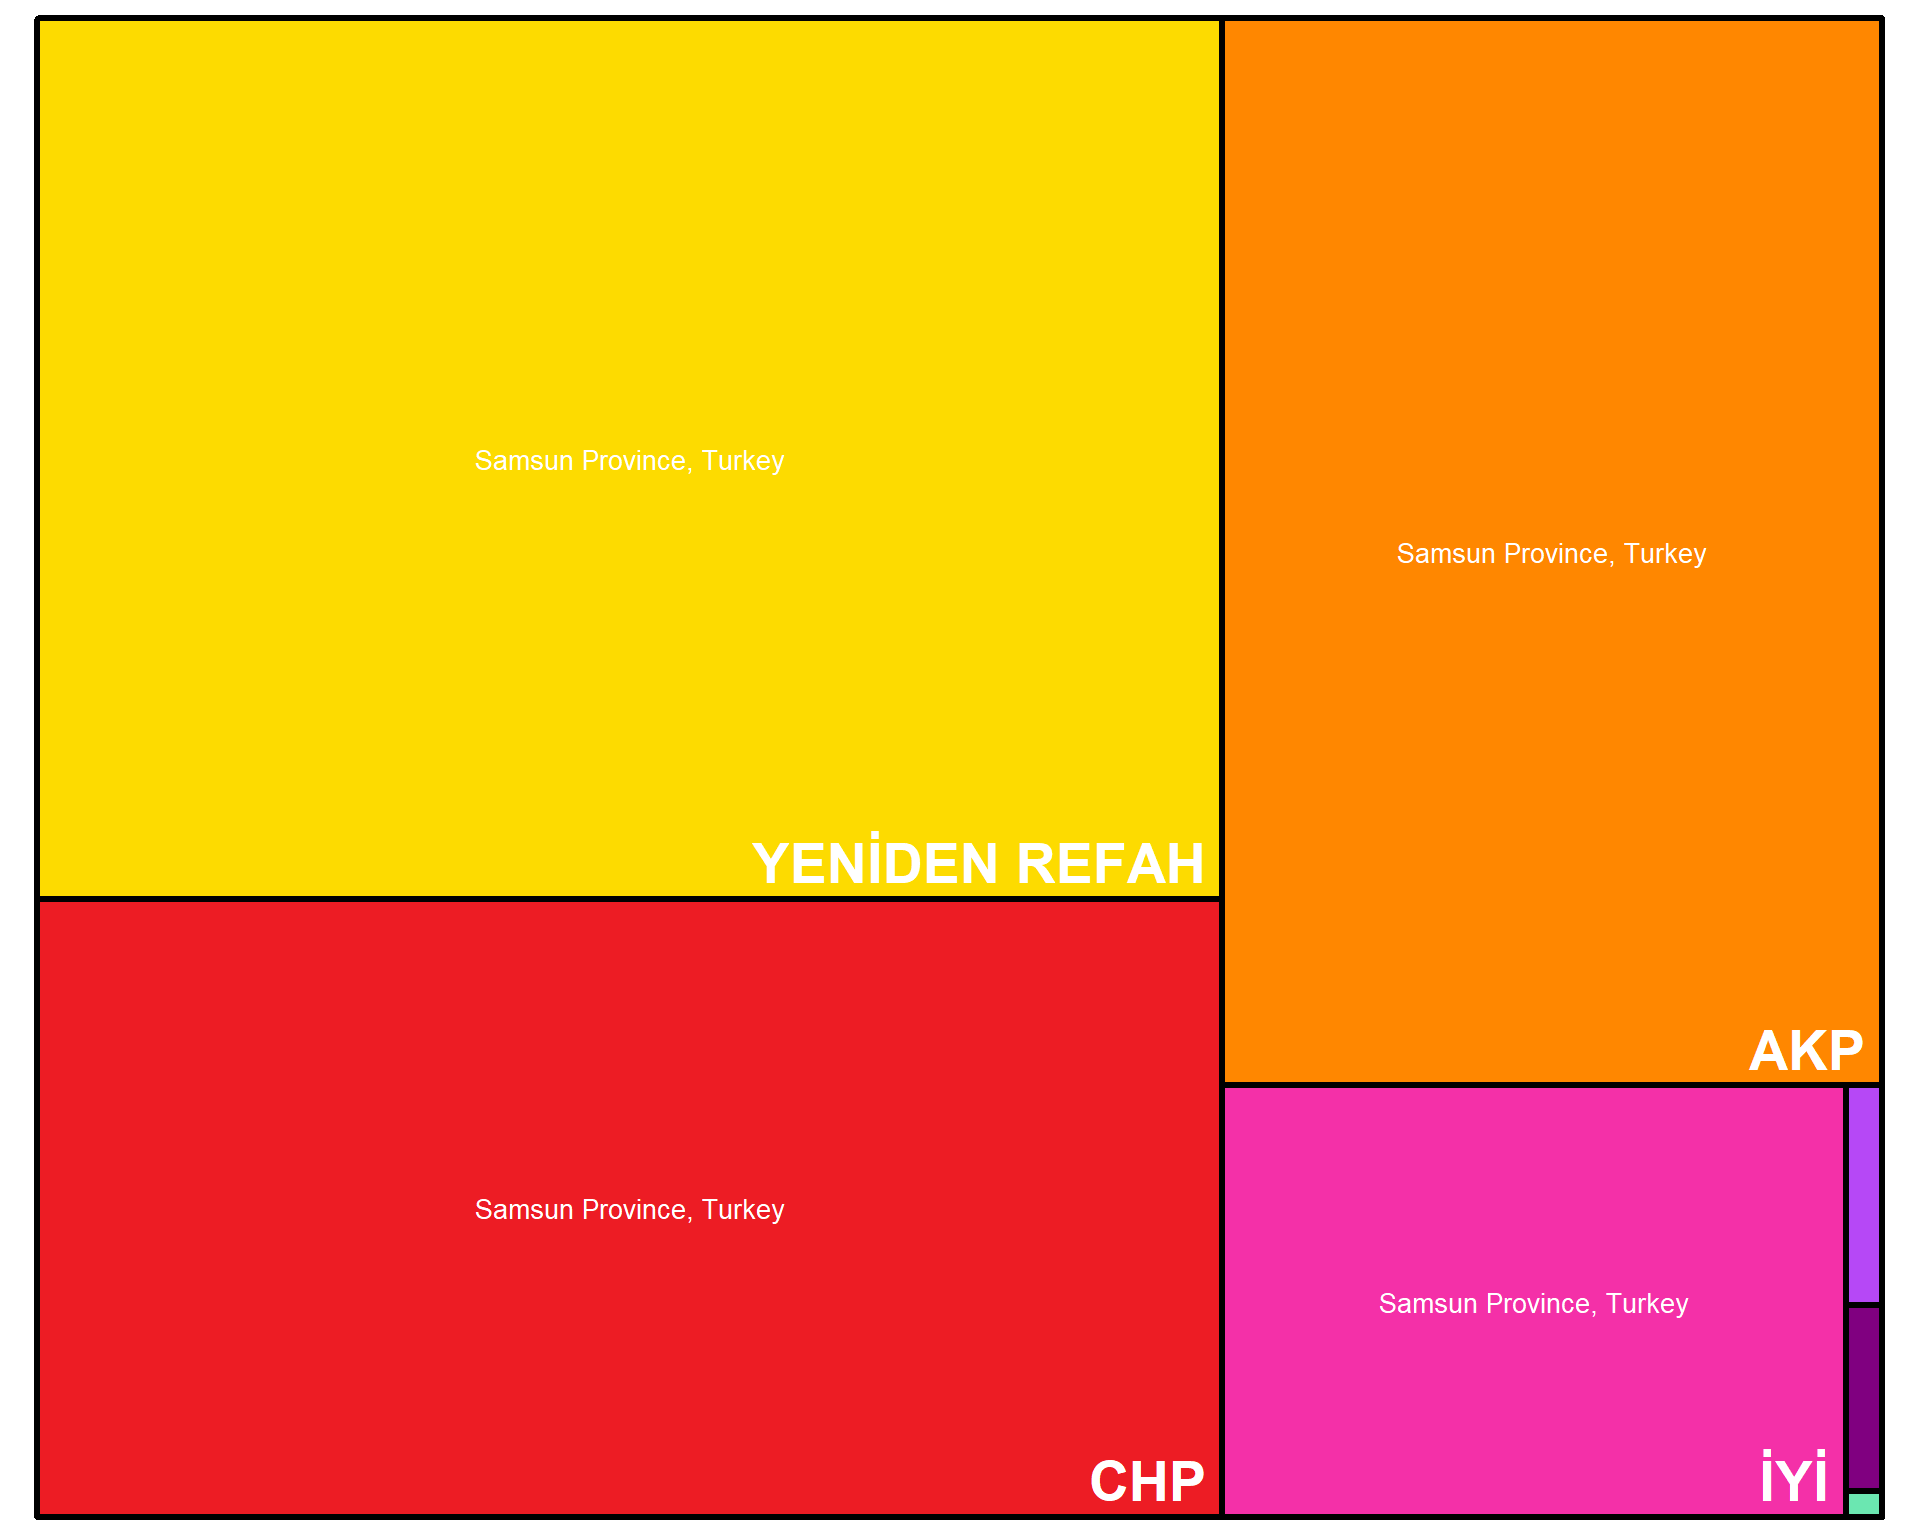 Samsun Province, Turkey
YENİDEN REFAH
Samsun Province, Turkey
AKP
Samsun Province, Turkey
CHP
Samsun Province, Turkey
İYİ